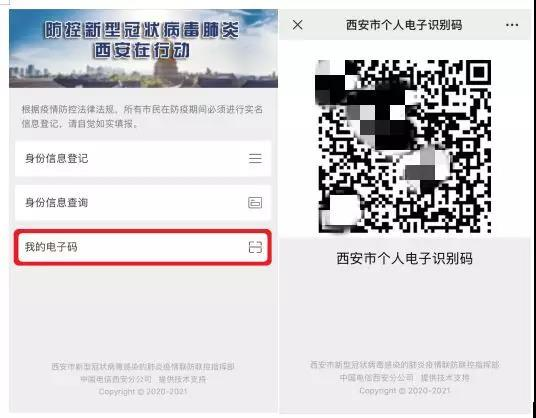 防控新型冠状病毒肺炎
西安在行动
根据疫情防控法律法规，所有市民在防疫期间必须进行实名
信息登记，请自觉如实填报。
身份信息登记
身份信息查询
我的电子码
西安市新型冠状病毒感染的肺炎疫情联防联控指挥部
中国电信西安分公司 提供技术支持
Copyright © 2020-2021
西安市个人电子识别码
西安市个人电子识别码
西安市新型冠状病毒感染的肺炎疫情联防联控指挥部
中国电信西安分公司 提供技术支持
Copyright © 2020-2021